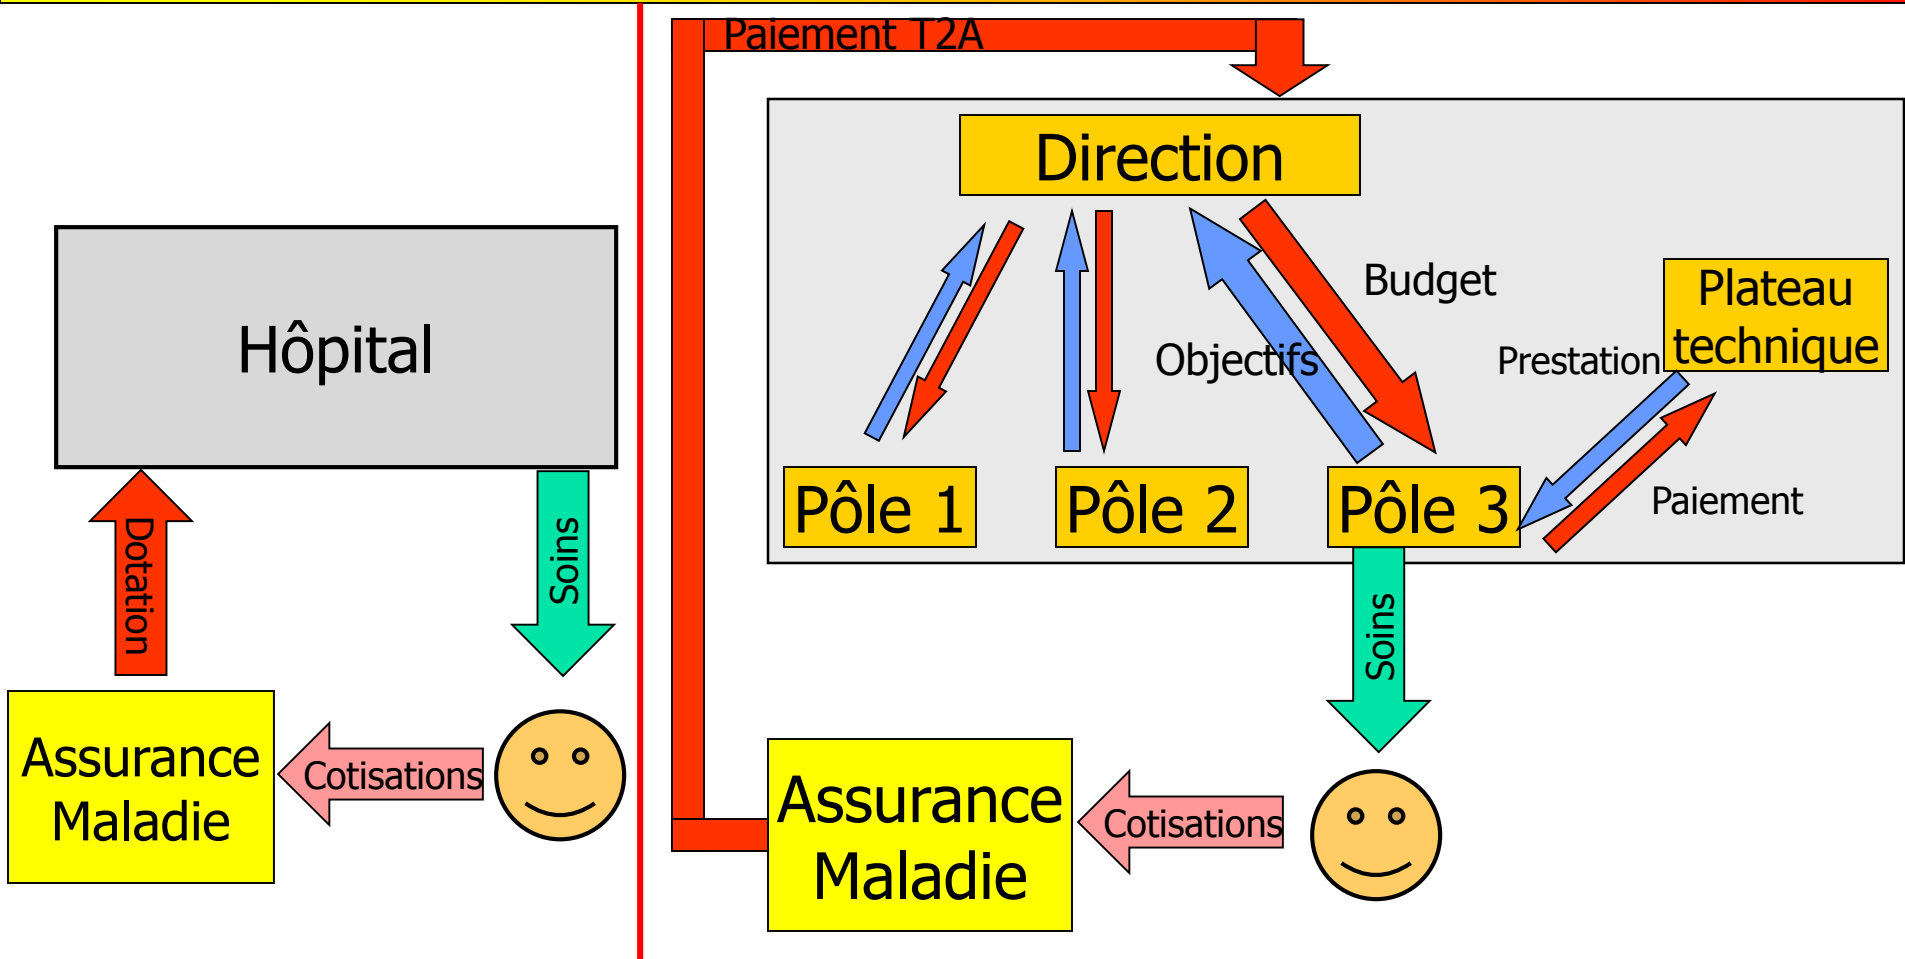 Hôpital
Dotation
Soins
Assurance
Maladie
Cotisations
Paiement T2A
Direction
Budget
Objectifs
Plateau
technique
Prestation
Paiement
Pôle 1
Pôle 2
Pôle 3
Soins
Assurance
Maladie
Cotisations